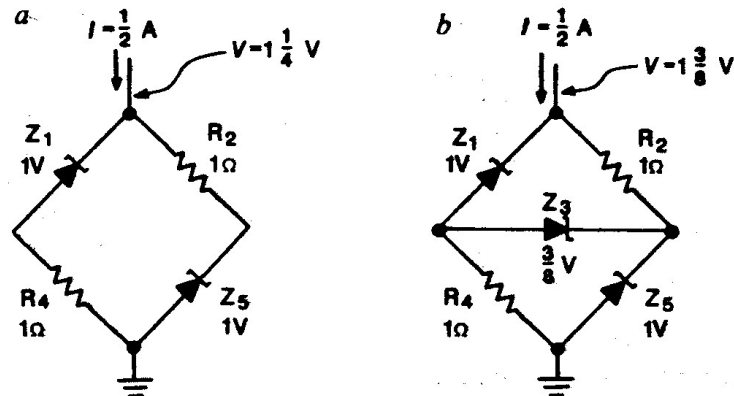 a
I = 1/2 A
V = 1 1/4 V
Z1
1V
R2
1Ω
R4
1Ω
Z5
1V
b
I = 1/2 A
V = 1 3/8 V
Z1
1V
R2
1Ω
Z3
3/8 V
R4
1Ω
Z5
1V